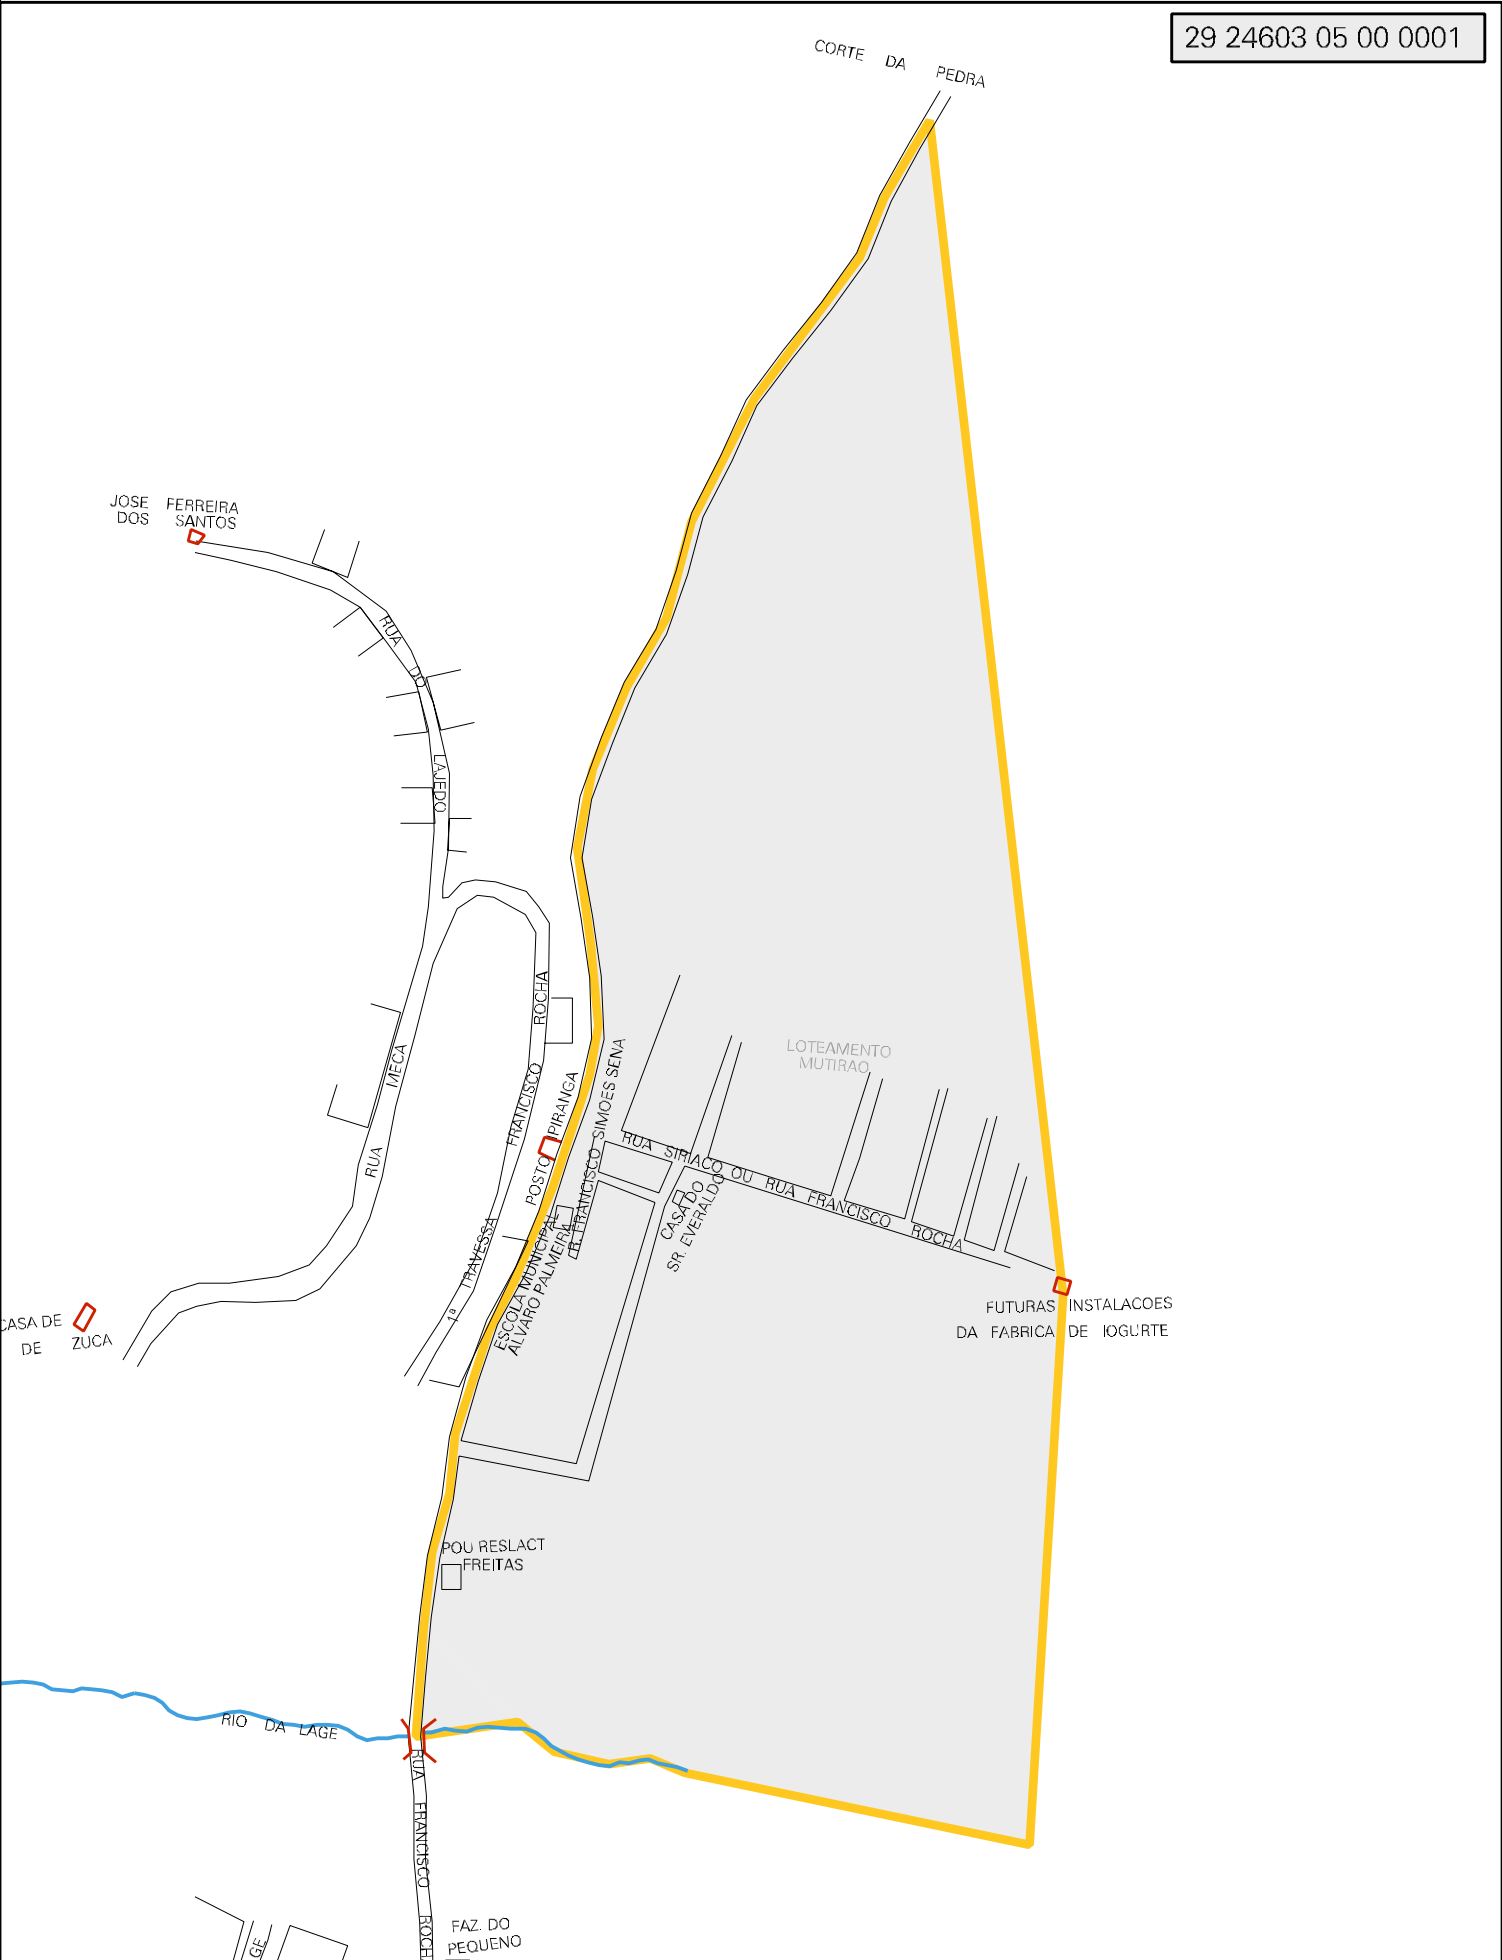 29 24603 05 00 0001
CORTE DA PEDRA
JOSE FERREIRA
DOS SANTOS
RUA DO LAJEDO
ROCHA
FRANCISCO
TRAVESSA
1ª
RUA MECA
POSTO IPIRANGA
R. FRANCISCO SIMOES SENA
LOTEAMENTO
MUTIRAO
RUA SIRIACO OU RUA FRANCISCO ROCHA
CASA DO
SR. EVERALDO
ESCOLA MUNICIPAL
ALVARO PALMEIRA
FUTURAS INSTALACOES
DA FABRICA DE IOGURTE
CASA DE
DE ZUCA
POU RESLACT
FREITAS
RIO DA LAGE
RUA FRANCISCO ROCH
FAZ. DO
PEQUENO
GE